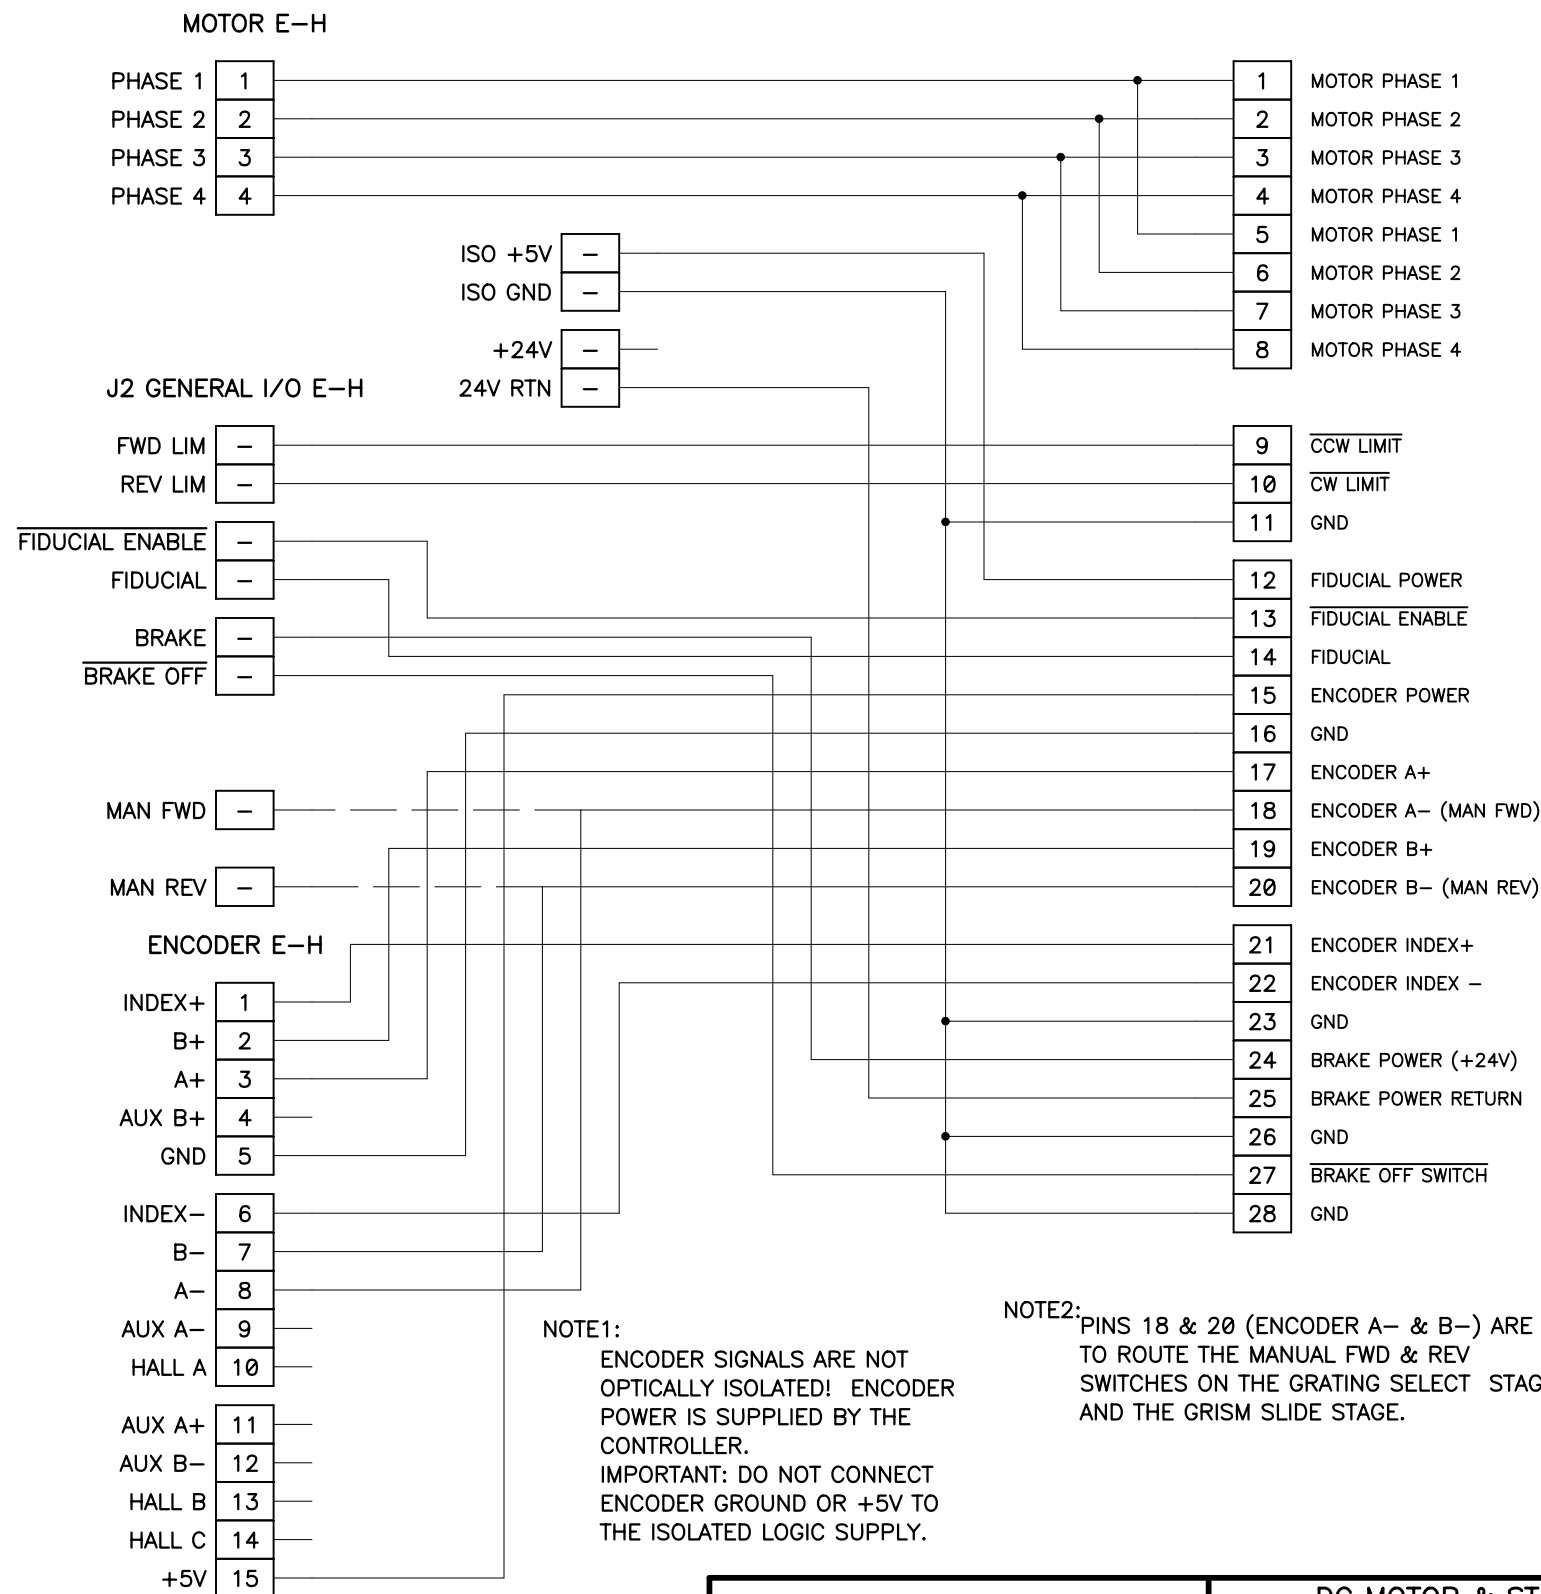 MOTOR E-H
PHASE 1 1
PHASE 2 2
PHASE 3 3
PHASE 4 4
1 MOTOR PHASE 1
2 MOTOR PHASE 2
3 MOTOR PHASE 3
4 MOTOR PHASE 4
5 MOTOR PHASE 1
6 MOTOR PHASE 2
7 MOTOR PHASE 3
8 MOTOR PHASE 4
ISO +5V -
ISO GND -
+24V -
24V RTN -
J2 GENERAL I/O E-H
FWD LIM -
REV LIM -
FIDUCIAL ENABLE -
FIDUCIAL -
BRAKE -
BRAKE OFF -
MAN FWD -
MAN REV -
9 CCW LIMIT
10 CW LIMIT
11 GND
12 FIDUCIAL POWER
13 FIDUCIAL ENABLE
14 FIDUCIAL
15 ENCODER POWER
16 GND
17 ENCODER A+
18 ENCODER A- (MAN FWD)
19 ENCODER B+
20 ENCODER B- (MAN REV)
21 ENCODER INDEX+
22 ENCODER INDEX -
23 GND
24 BRAKE POWER (+24V)
25 BRAKE POWER RETURN
26 GND
27 BRAKE OFF SWITCH
28 GND
ENCODER E-H
INDEX+ 1
B+ 2
A+ 3
AUX B+ 4
GND 5
INDEX- 6
B- 7
A- 8
AUX A- 9
HALL A 10
AUX A+ 11
AUX B- 12
HALL B 13
HALL C 14
+5V 15
NOTE1:
ENCODER SIGNALS ARE NOT
OPTICALLY ISOLATED! ENCODER
POWER IS SUPPLIED BY THE
CONTROLLER.
IMPORTANT: DO NOT CONNECT
ENCODER GROUND OR +5V TO
THE ISOLATED LOGIC SUPPLY.
NOTE2:
PINS 18 & 20 (ENCODER A- & B-) ARE
TO ROUTE THE MANUAL FWD & REV
SWITCHES ON THE GRATING SELECT STAG
AND THE GRISM SLIDE STAGE.
DC MOTOR & ST